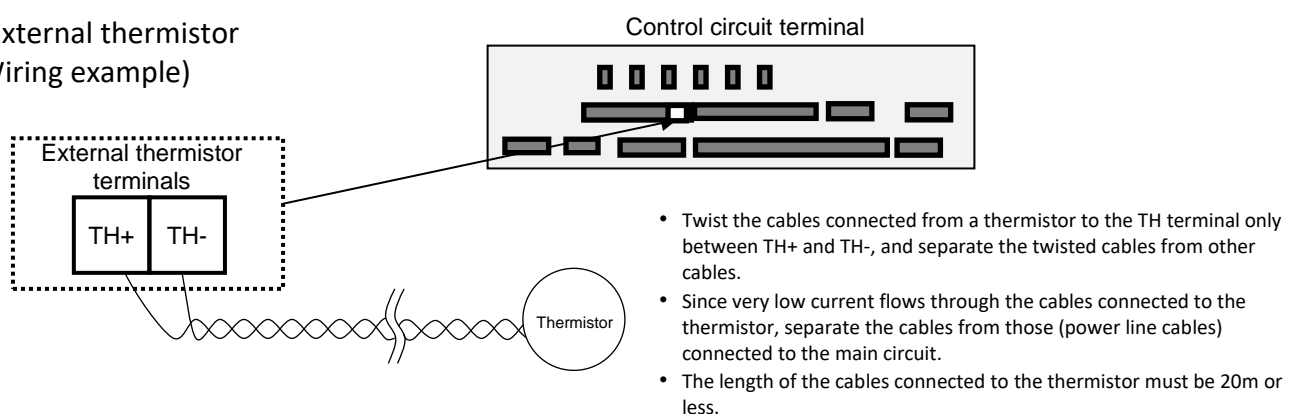 xternal thermistor
Viring example)
Control circuit terminal
External thermistor
terminals
TH+ TH-
Thermistor
• Twist the cables connected from a thermistor to the TH terminal only
between TH+ and TH-, and separate the twisted cables from other
cables.
• Since very low current flows through the cables connected to the
thermistor, separate the cables from those (power line cables)
connected to the main circuit.
• The length of the cables connected to the thermistor must be 20m or
less.